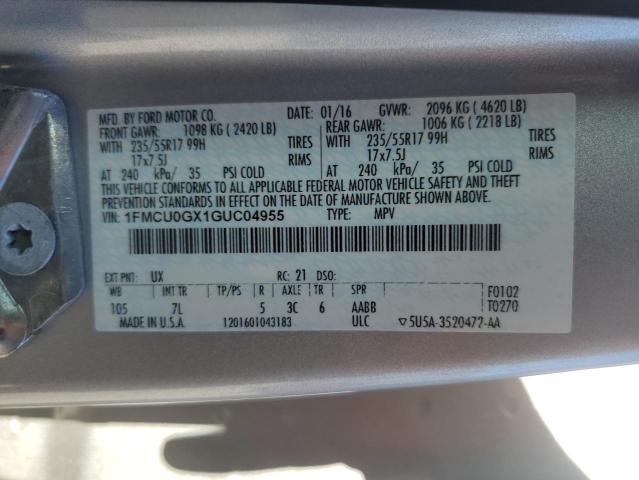 MFD. BY FORD MOTOR CO. DATE: 01/16 GVWR: 2096 KG (4620 LB)
FRONT GAWR: 1098 KG (2420 LB) REAR GAWR: 1006 KG (2218 LB)
WITH 235/55R17 99H TIRES WITH 235/55R17 99H TIRES
17x7.5J RIMS 17x7.5J RIMS
AT 240 kPa/ 35 PSI COLD AT 240 kPa/ 35 PSI COLD
THIS VEHICLE CONFORMS TO ALL APPLICABLE FEDERAL MOTOR VEHICLE SAFETY AND THEFT
PREVENTION STANDARDS IN EFFECT ON THE DATE OF MANUFACTURE SHOWN ABOVE.
VIN: 1FMCU0GX1GUC04955 TYPE: MPV
EXT PNT: UX RC: 21 DSO:
WB INT TR TP/PS R AXLE TR SPR F0102
105 7L 5 3C 6 AABB T0270
MADE IN U.S.A. 1201601043183 ULC ▽5U5A-3520472-AA